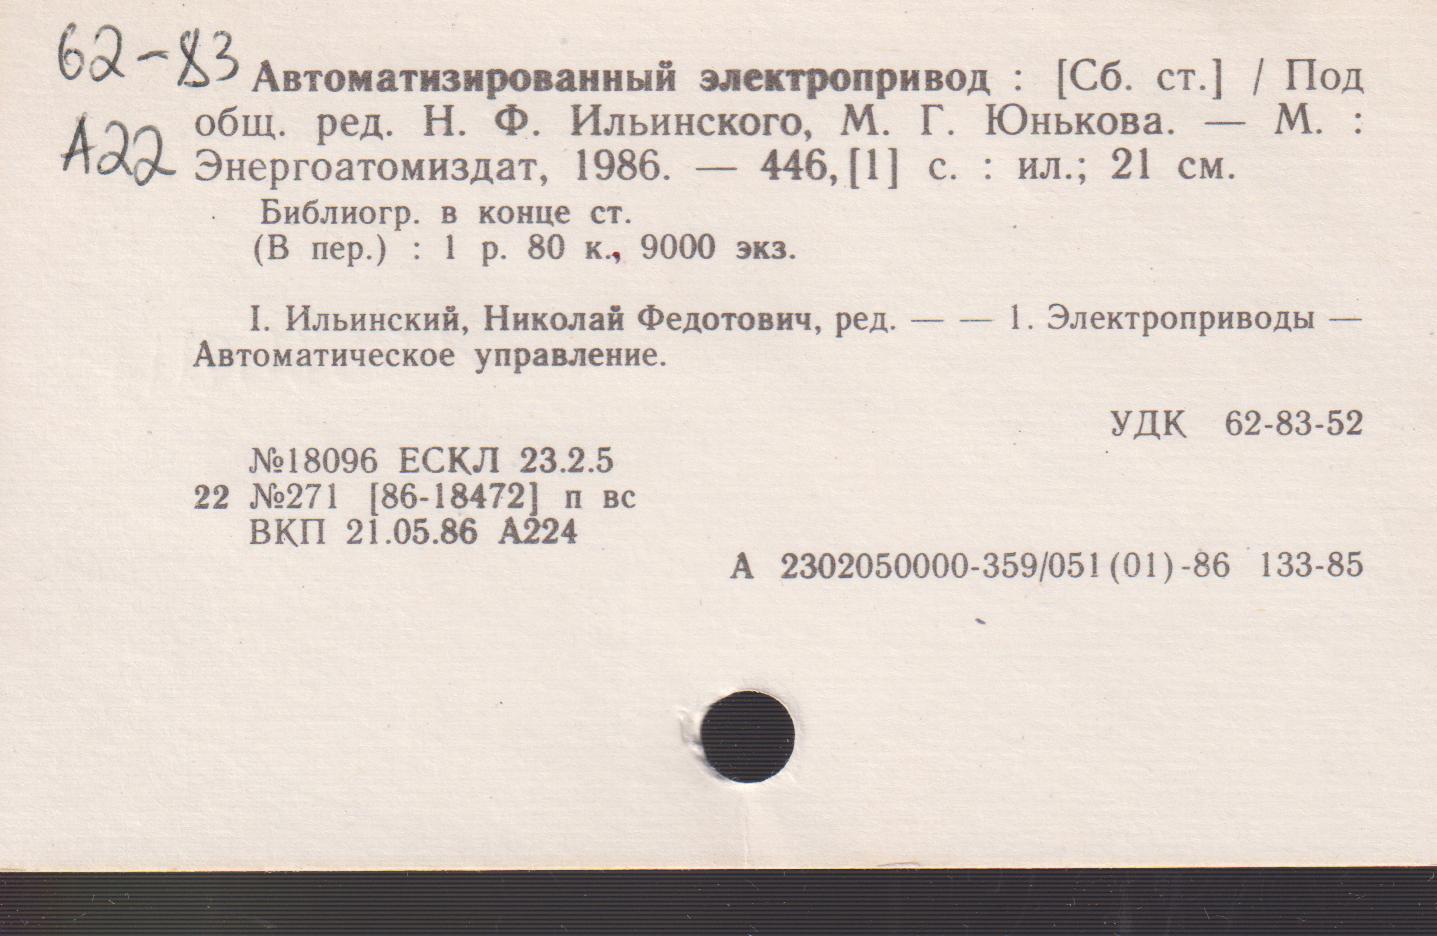 62-83
Автоматизированный электропривод : [Сб. ст.] / Под
А22
общ. ред. Н. Ф. Ильинского, М. Г. Юнькова. — М. :
Энергоатомиздат, 1986. — 446, [1] с. : ил.; 21 см.
Библиогр. в конце ст.
(В пер.) : 1 р. 80 к., 9000 экз.
I. Ильинский, Николай Федотович, ред. — — 1. Электроприводы —
Автоматическое управление.
УДК 62-83-52
№18096 ЕСКЛ 23.2.5
22 №271 [86-18472] п вс
ВКП 21.05.86 А224
А 2302050000-359/051(01)-86 133-85